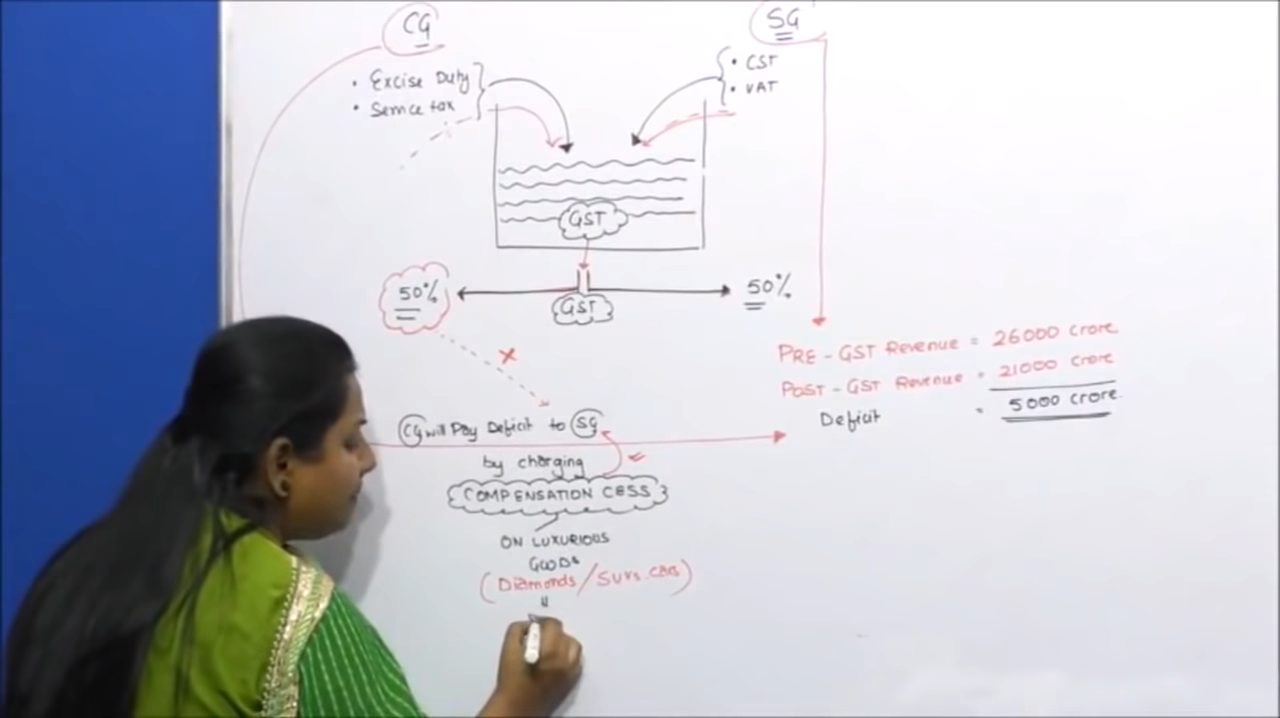 CG
SG
• Excise Duty
• Service tax
• CST
• VAT
GST
50%
50%
GST
PRE-GST Revenue = 26000 Crore
POST-GST Revenue = 21000 Crore
Deficit = 5000 crore.
CG will Pay Deficit to SG
by charging
COMPENSATION CESS
ON LUXURIOUS
GOODS
(Diamonds/SUVs.Cars)